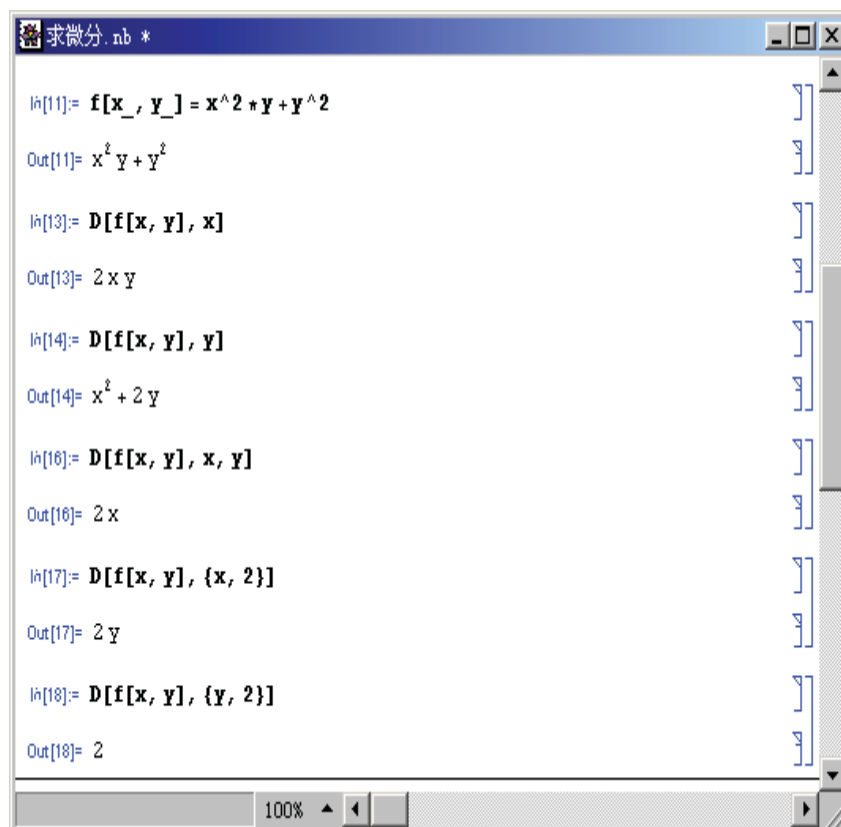 求微分.nb *
In[11]:= f[x_, y_] = x^2*y+y^2
Out[11]= x² y + y²
In[13]:= D[f[x, y], x]
Out[13]= 2 x y
In[14]:= D[f[x, y], y]
Out[14]= x² + 2 y
In[16]:= D[f[x, y], x, y]
Out[16]= 2 x
In[17]:= D[f[x, y], {x, 2}]
Out[17]= 2 y
In[18]:= D[f[x, y], {y, 2}]
Out[18]= 2
100%